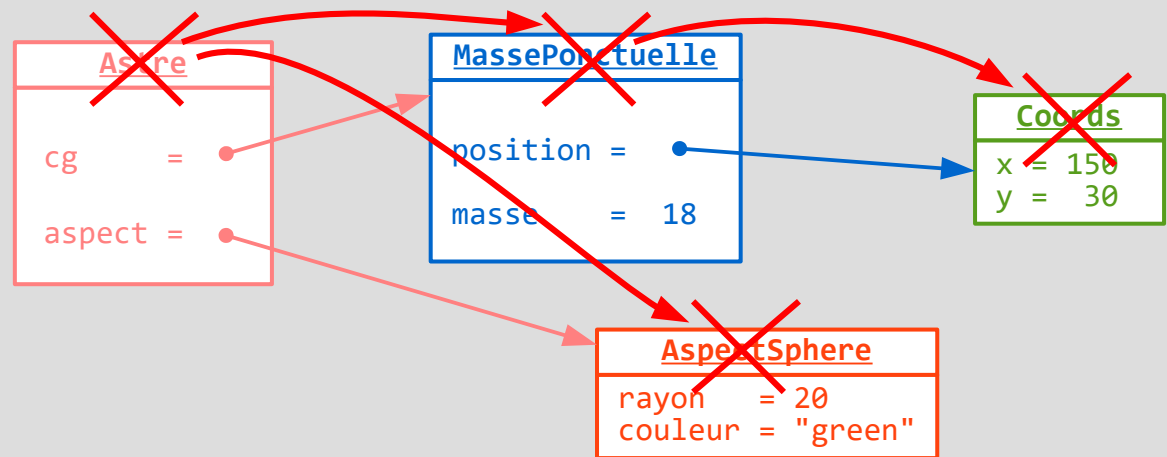 Astre
cg =
aspect =
MassePonctuelle
position =
masse = 18
Coords
x = 150
y = 30
AspectSphere
rayon = 20
couleur = "green"